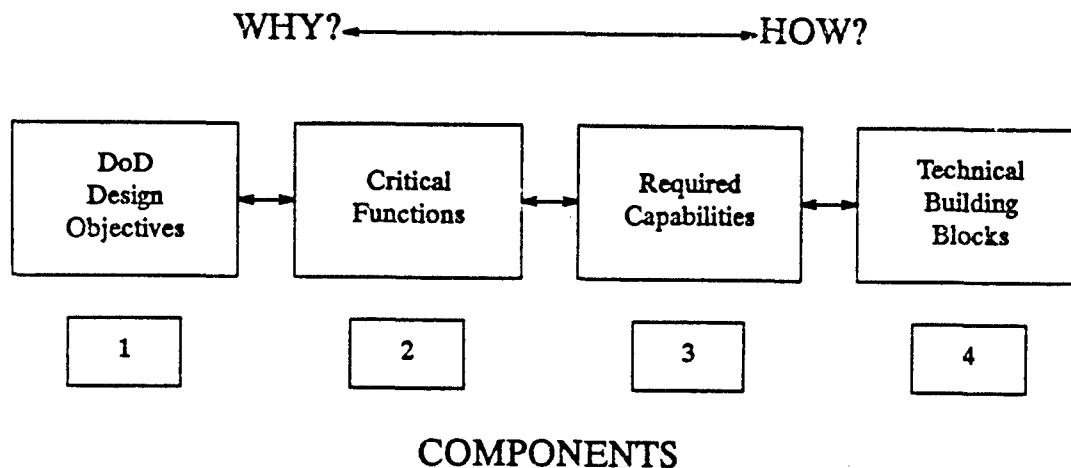 WHY? HOW?
DoD
Design
Objectives
Critical
Functions
Required
Capabilities
Technical
Building
Blocks
1
2
3
4
COMPONENTS